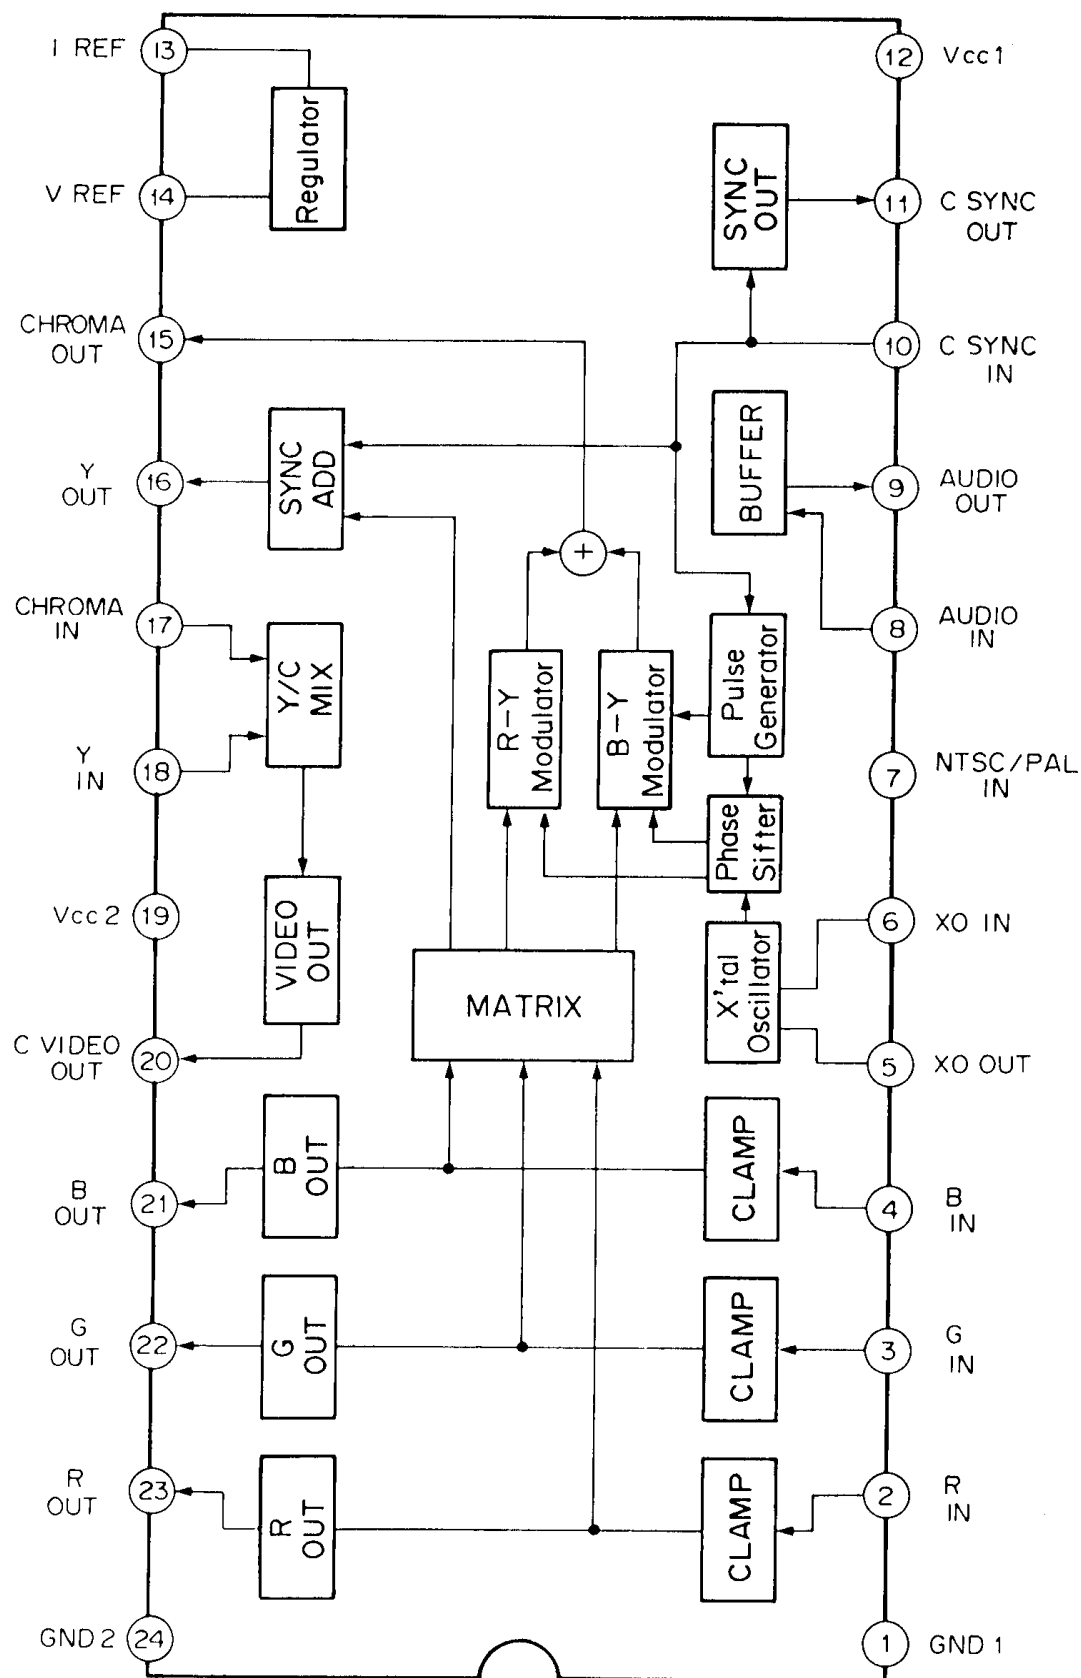 I REF
13
12
Vcc1
Regulator
V REF
14
SYNC
OUT
11
C SYNC
OUT
CHROMA
OUT
15
10
C SYNC
IN
Y
OUT
16
SYNC
ADD
BUFFER
9
AUDIO
OUT
+
CHROMA
IN
17
8
AUDIO
IN
Y/C
MIX
R-Y
Modulator
B-Y
Modulator
Pulse
Generator
Y
IN
18
7
NTSC/PAL
IN
Phase
Sifter
Vcc2
19
VIDEO
OUT
6
XO IN
MATRIX
X'tal
Oscillator
C VIDEO
OUT
20
5
XO OUT
B
OUT
21
B
OUT
CLAMP
4
B
IN
G
OUT
22
G
OUT
CLAMP
3
G
IN
R
OUT
23
R
OUT
CLAMP
2
R
IN
GND2
24
1
GND1